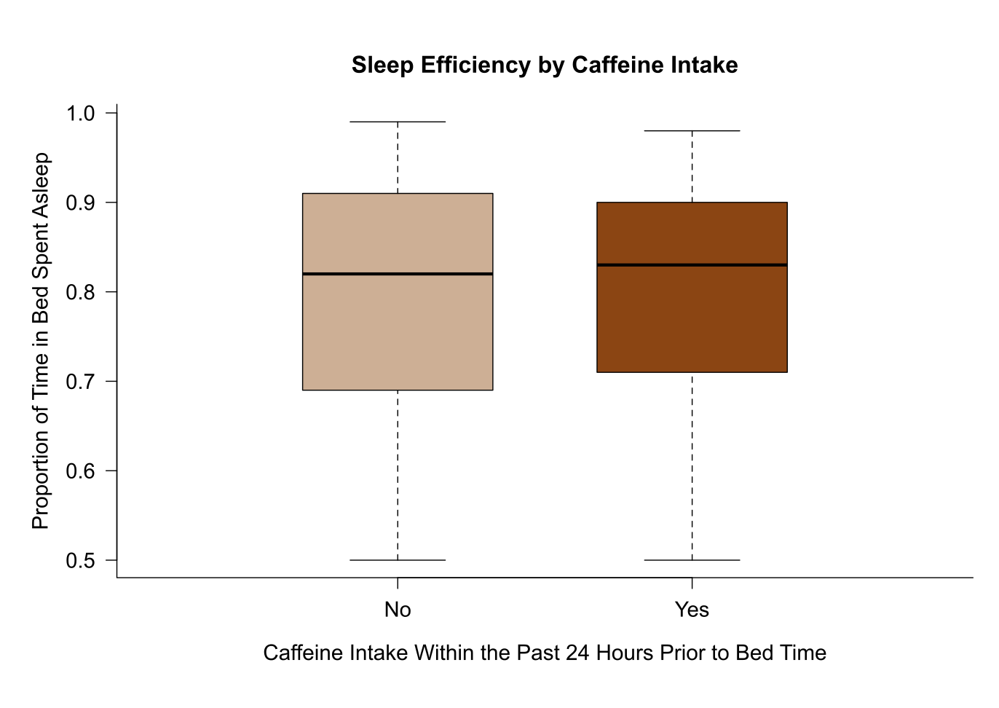 Sleep Efficiency by Caffeine Intake
Proportion of Time in Bed Spent Asleep
1.0
0.9
0.8
0.7
0.6
0.5
No
Yes
Caffeine Intake Within the Past 24 Hours Prior to Bed Time